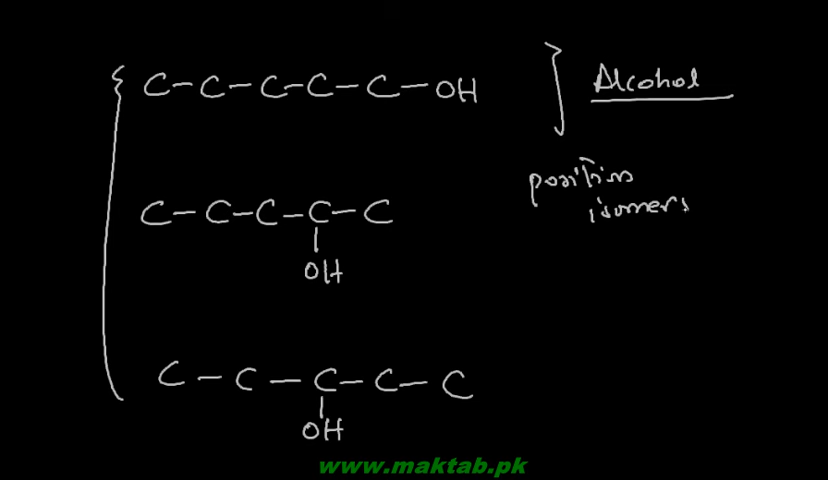 C-C-C-C-C-OH
Alcohol
position
isomers
C-C-C-C-C
OH
C-C-C-C-C
OH
www.maktab.pk